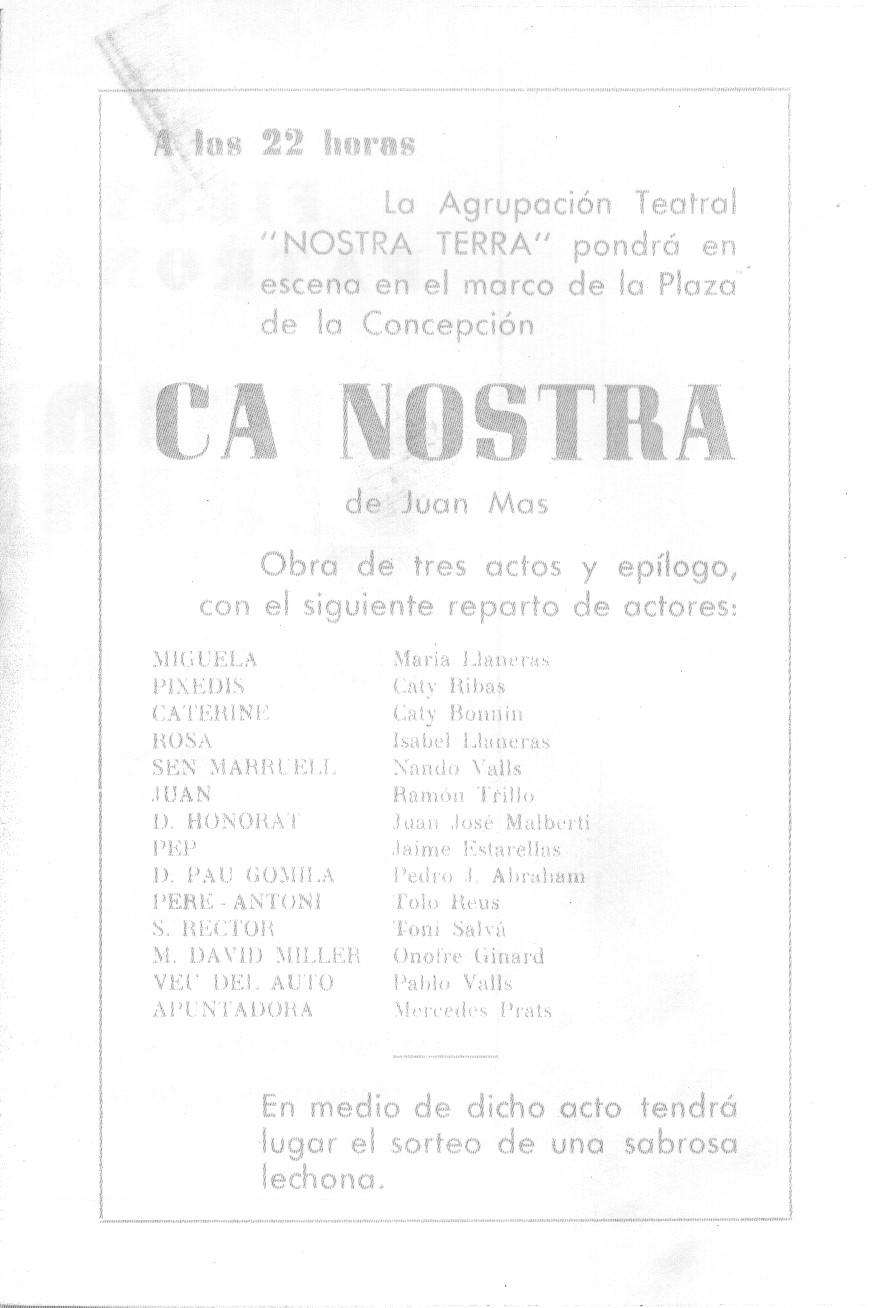 A las 22 horas
La Agrupación Teatral
"NOSTRA TERRA" pondrá en
escena en el marco de la Plaza
de la Concepción
CA NOSTRA
de Juan Mas
Obra de tres actos y epílogo,
con el siguiente reparto de actores:
MIGUELA María Llaneras
PIXEDIS Caty Ribas
CATERINE Caty Bonnin
ROSA Isabel Llaneras
SEN MARRUELL Nando Valls
JUAN Ramón Trillo
D. HONORAT Juan José Malberti
PEP Jaime Estarellas
D. PAU GOMILA Pedro J. Abraham
PERE - ANTONI Tolo Reus
S. RECTOR Toni Salvá
M. DAVID MILLER Onofre Ginard
VEU DEL AUTO Pablo Valls
APUNTADORA Mercedes Prats
En medio de dicho acto tendrá
lugar el sorteo de una sabrosa
lechona.